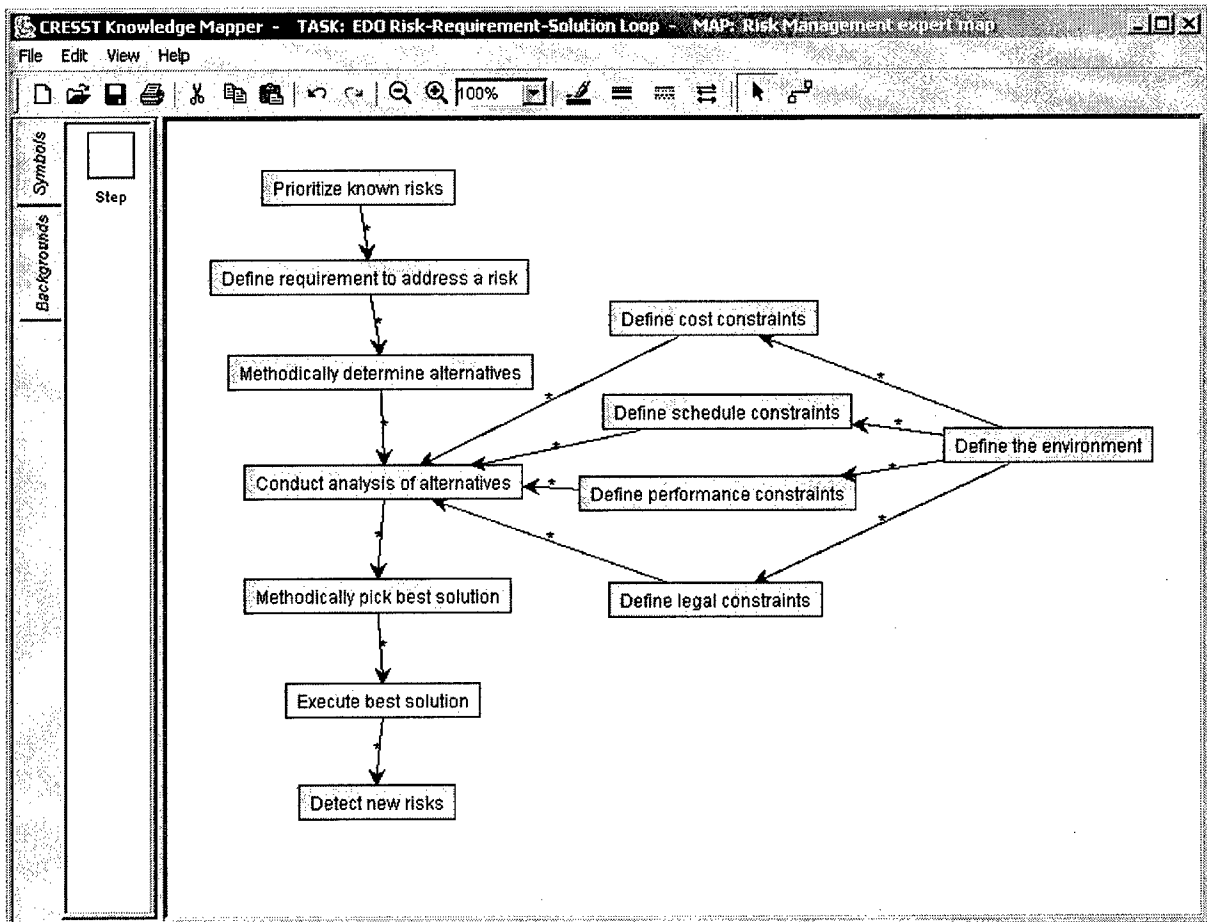 CRESST Knowledge Mapper - TASK: EDO Risk-Requirement-Solution Loop - MAP: Risk Management expert map
File Edit View Help
100%
Symbols
Backgrounds
Step
Prioritize known risks
*
Define requirement to address a risk
*
Methodically determine alternatives
*
Conduct analysis of alternatives
*
Methodically pick best solution
*
Execute best solution
*
Detect new risks
Define cost constraints
*
*
Define schedule constraints
*
*
Define performance constraints
*
*
Define legal constraints
*
*
Define the environment